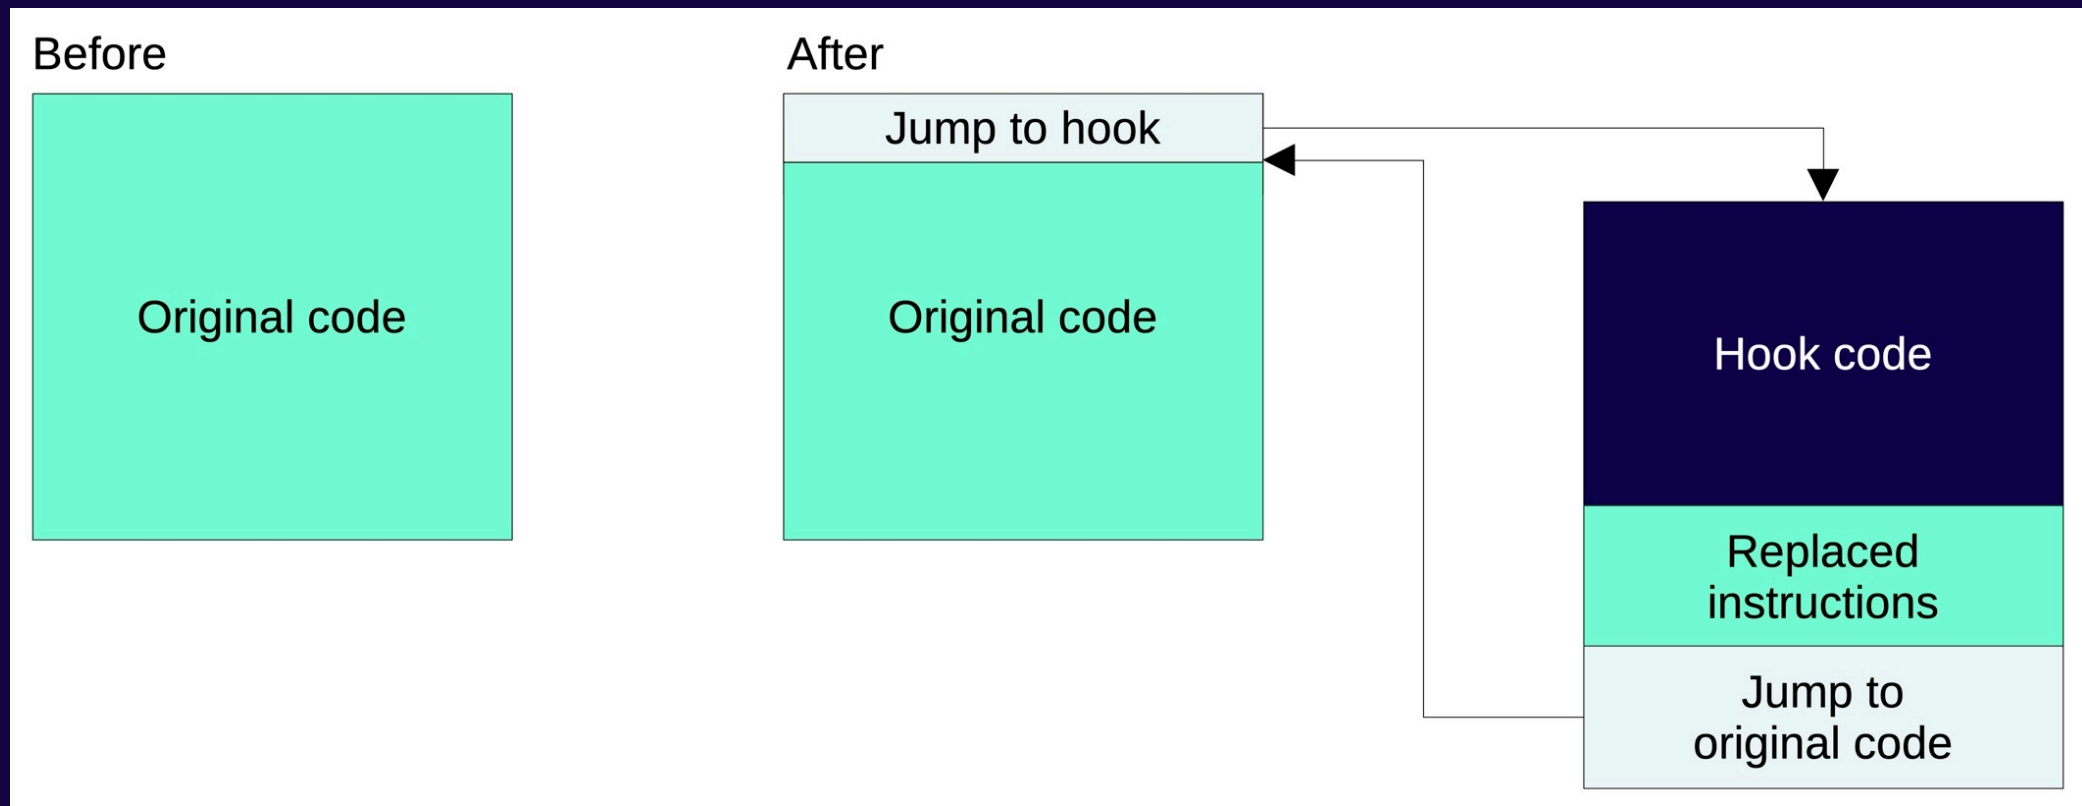 Before
Original code
After
Jump to hook
Original code
Hook code
Replaced
instructions
Jump to
original code